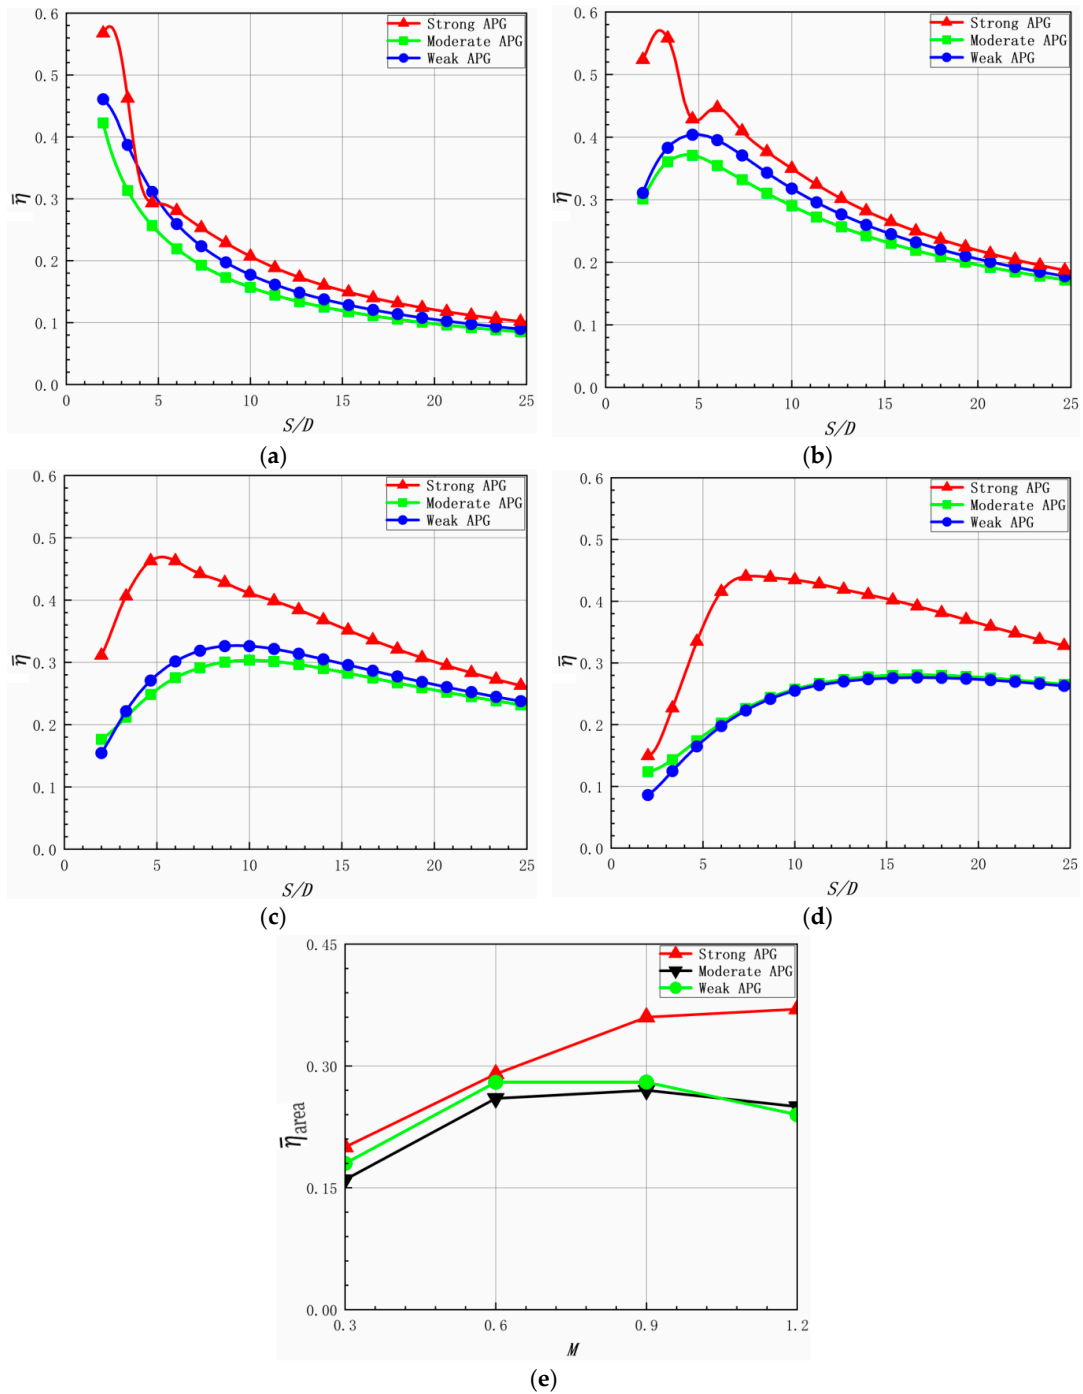 0.6
0.5
0.4
0.3
0.2
0.1
0.0
η̄
Strong APG
Moderate APG
Weak APG
0 5 10 15 20 25
S/D
(a)
0.6
0.5
0.4
0.3
0.2
0.1
0.0
η̄
Strong APG
Moderate APG
Weak APG
0 5 10 15 20 25
S/D
(b)
0.6
0.5
0.4
0.3
0.2
0.1
0.0
η̄
Strong APG
Moderate APG
Weak APG
0 5 10 15 20 25
S/D
(c)
0.6
0.5
0.4
0.3
0.2
0.1
0.0
η̄
Strong APG
Moderate APG
Weak APG
0 5 10 15 20 25
S/D
(d)
0.45
0.30
0.15
0.00
η̄area
Strong APG
Moderate APG
Weak APG
0.3 0.6 0.9 1.2
M
(e)